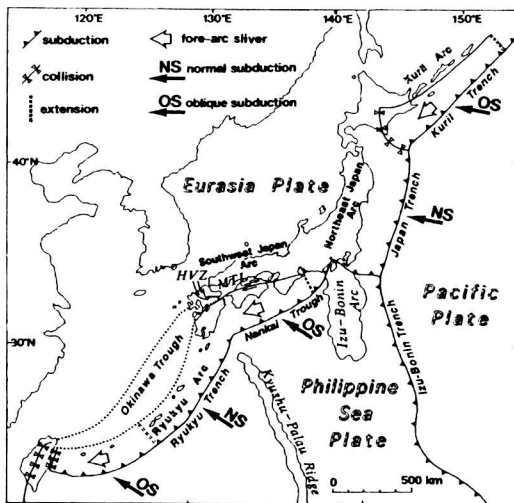 115°E
130°E
140°E
150°E
subduction
fore-arc sliver
collision
NS normal subduction
extension
OS oblique subduction
Kuril Arc
OS
Kuril Trench
40°N
Eurasia Plate
Northeast Japan
Arc
NS
Japan Trench
Southwest Japan
Arc
HVZ
MTL
Pacific
Plate
Izu-Bonin
Arc
Nankai Trough
OS
Izu-Bonin Trench
30°N
Okinawa Trough
Ryukyu Arc
Ryukyu Trench
NS
Kyushu-Palau Ridge
Philippine
Sea
Plate
OS
0 500 km